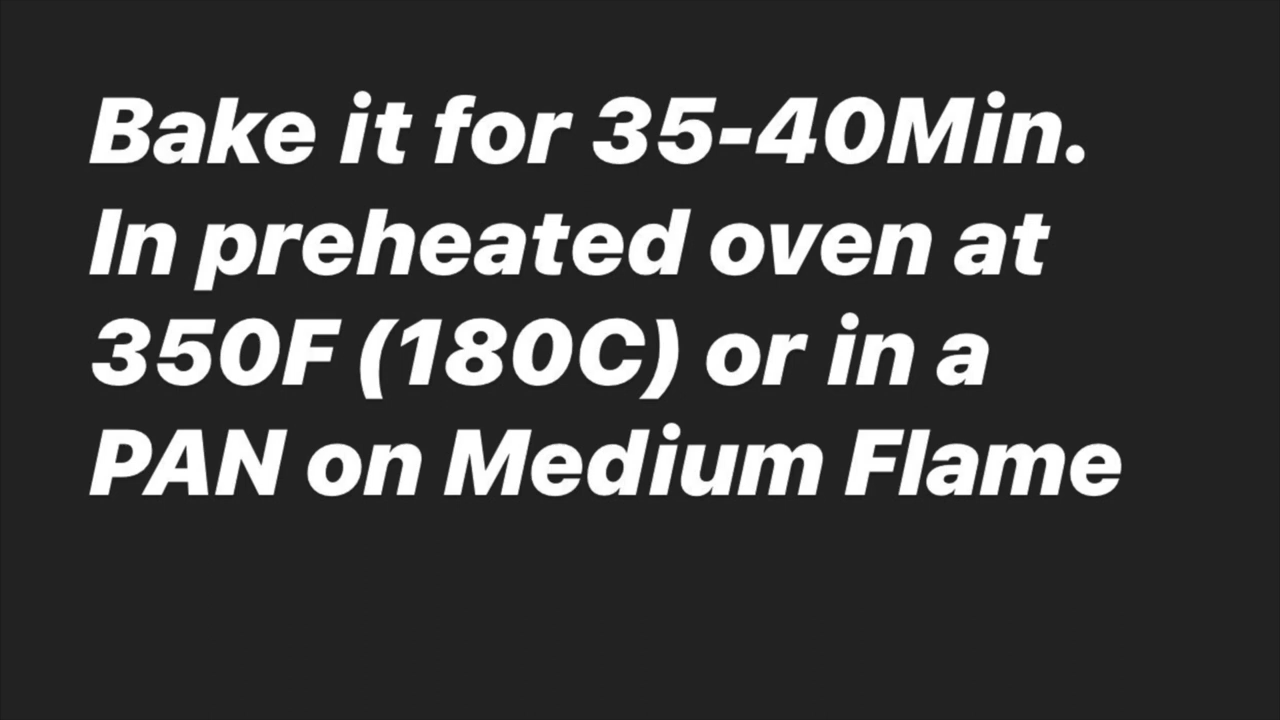 Bake it for 35-40Min.
In preheated oven at
350F (180C) or in a
PAN on Medium Flame